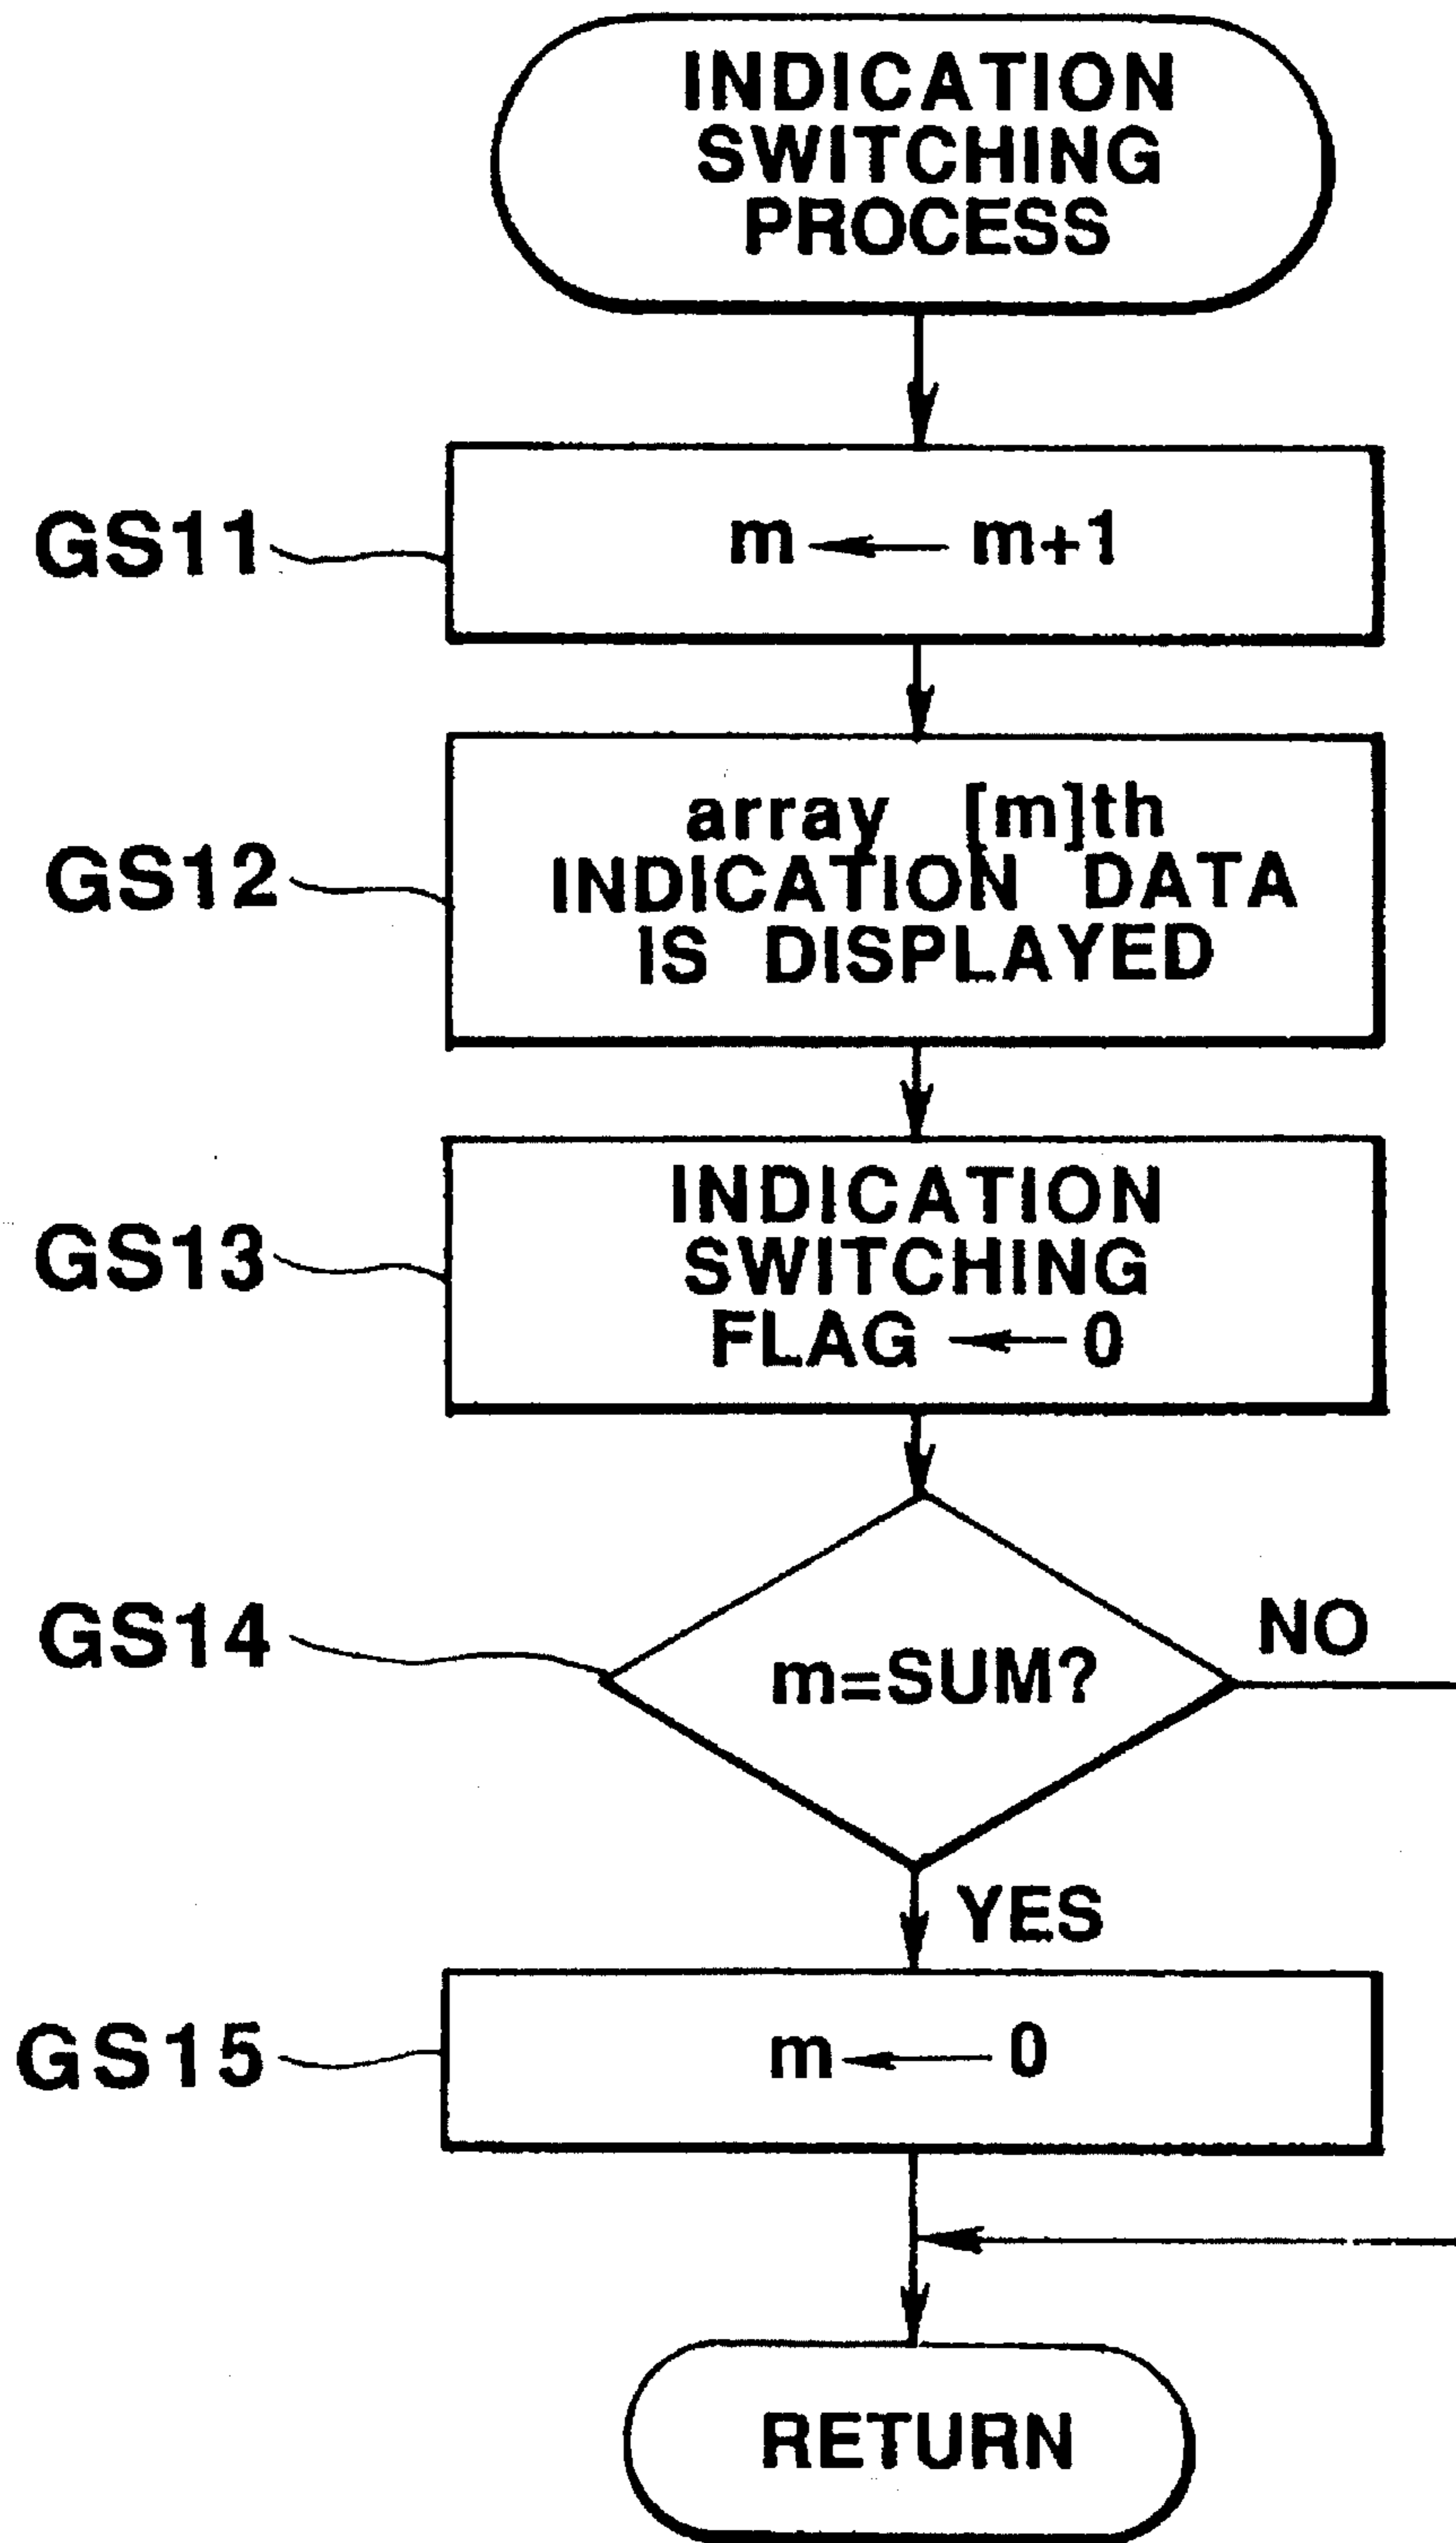 INDICATION
SWITCHING
PROCESS
GS11
m ← m+1
GS12
array [m]th
INDICATION DATA
IS DISPLAYED
GS13
INDICATION
SWITCHING
FLAG ← 0
GS14
m=SUM?
NO
YES
GS15
m ← 0
RETURN